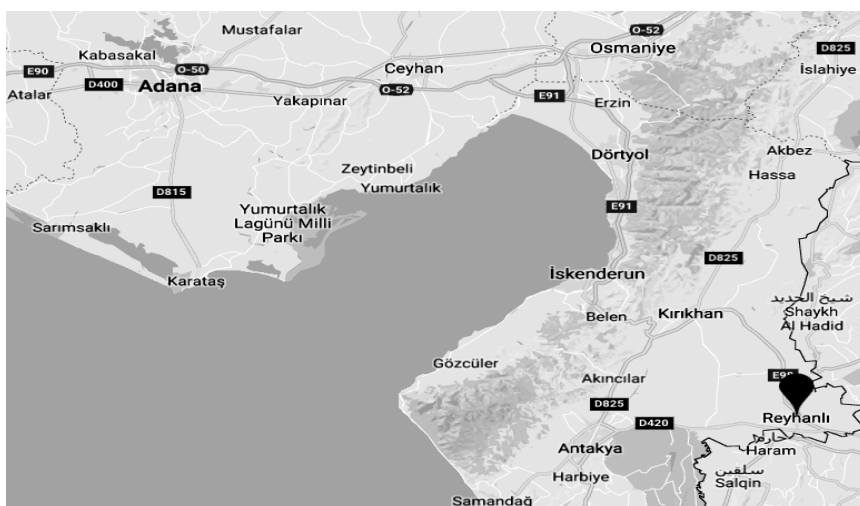 O-52
Mustafalar
Osmaniye
D825
Kabasakal
O-50
Ceyhan
İslahiye
E90
D400
Adana
Atalar
Yakapınar
O-52
E91
Erzin
Dörtyol
Akbez
Zeytinbeli
Hassa
D815
Yumurtalık
Yumurtalık
Lagünü Milli
Parkı
E91
Sarımsaklı
Karataş
İskenderun
D825
شيخ الحديد
Shaykh
Al Hadid
Belen
Kırıkhan
Gözcüler
Akıncılar
D825
Reyhanlı
D420
Antakya
حارم
Haram
Harbiye
سلقين
Salqin
Samandağ